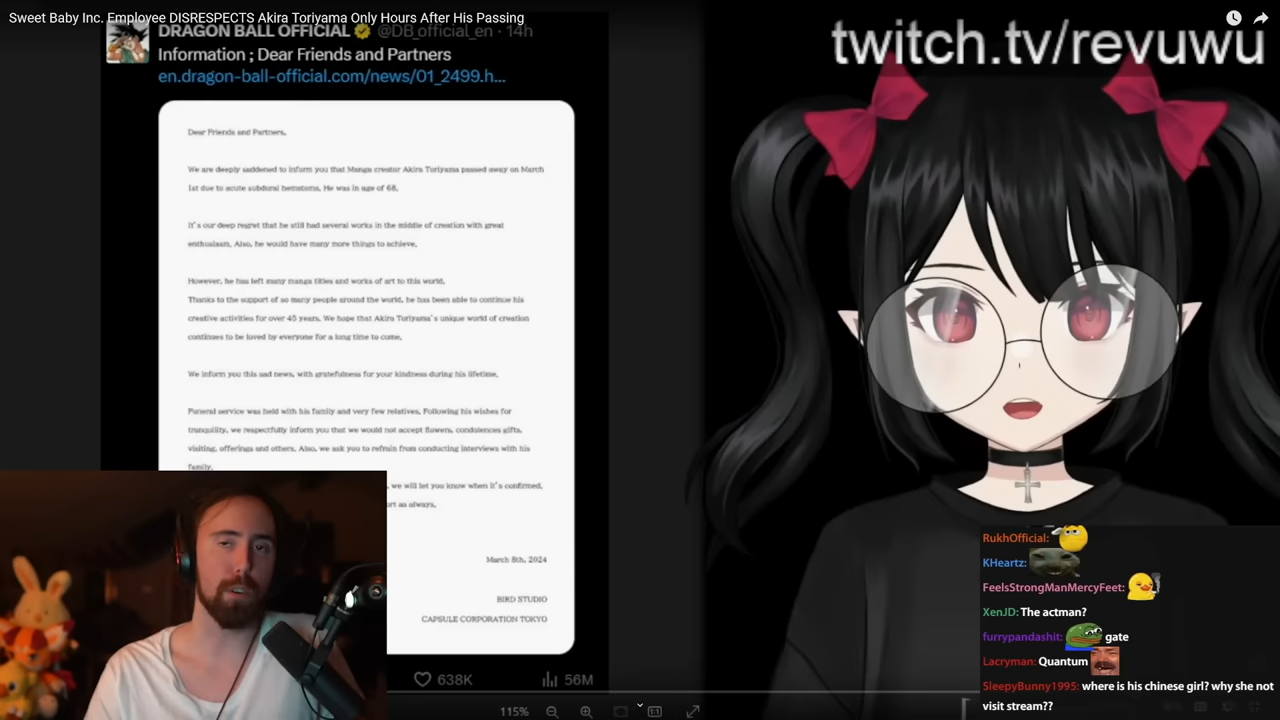 Sweet Baby Inc. Employee DISRESPECTS Akira Toriyama Only Hours After His Passing
DRAGON BALL OFFICIAL @DB_official_en · 14h
Information ; Dear Friends and Partners
en.dragon-ball-official.com/news/01_2499.h...
Dear Friends and Partners,
We are deeply saddened to inform you that Manga creator Akira Toriyama passed away on March
1st due to acute subdural hematoma. He was in age of 68.
It's our deep regret that he still had several works in the middle of creation with great
enthusiasm. Also, he would have many more things to achieve.
However, he has left many manga titles and works of art to this world.
Thanks to the support of so many people around the world, he has been able to continue his
creative activities for over 45 years. We hope that Akira Toriyama's unique world of creation
continues to be loved by everyone for a long time to come.
We inform you this sad news, with gratefulness for your kindness during his lifetime.
Funeral service was held with his family and very few relatives. Following his wishes for
tranquility, we respectfully inform you that we would not accept flowers, condolences gifts,
visiting, offerings and others. Also, we ask you to refrain from conducting interviews with his
family.
, we will let you know when it's confirmed,
as always.
March 8th, 2024
BIRD STUDIO
CAPSULE CORPORATION TOKYO
638K
56M
115%
twitch.tv/revuwu
RukhOfficial:
KHeartz:
FeelsStrongManMercyFeet:
XenJD: The actman?
furrypandashit: gate
Lacryman: Quantum
SleepyBunny1995: where is his chinese girl? why she not
visit stream??